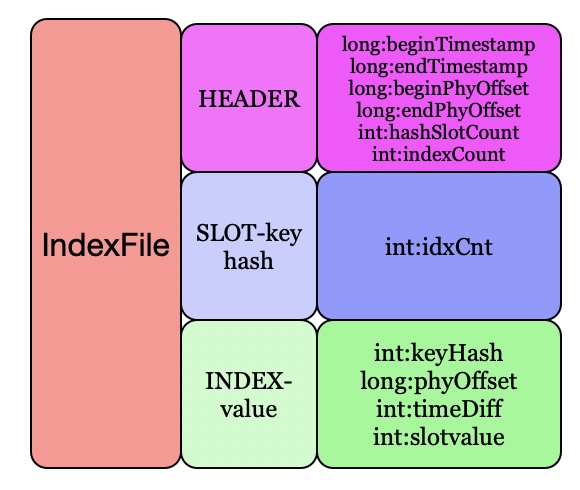 IndexFile
HEADER
long:beginTimestamp
long:endTimestamp
long:beginPhyOffset
long:endPhyOffset
int:hashSlotCount
int:indexCount
SLOT-key
hash
int:idxCnt
INDEX-
value
int:keyHash
long:phyOffset
int:timeDiff
int:slotvalue